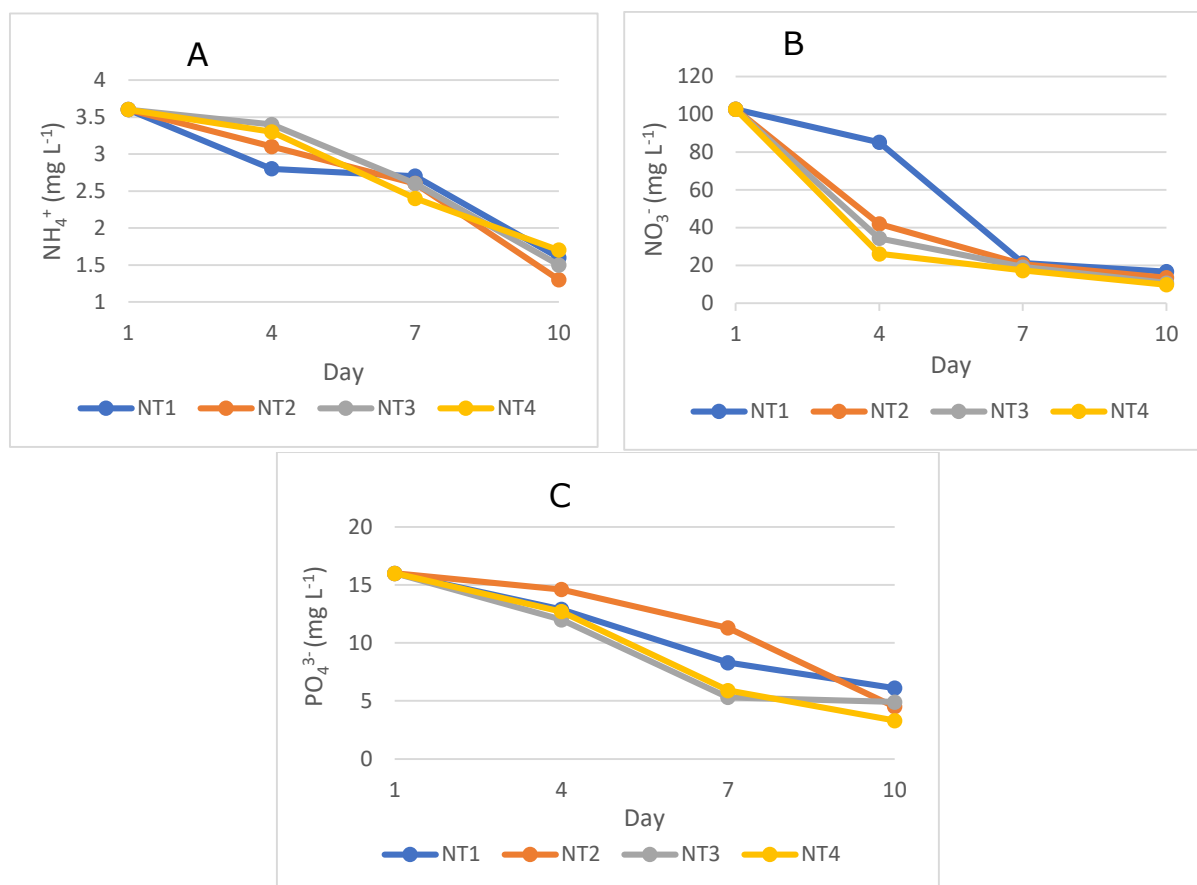 A
NH₄⁺ (mg L⁻¹)
4
3.5
3
2.5
2
1.5
1
1 4 7 10
Day
NT1 NT2 NT3 NT4
B
NO₃⁻ (mg L⁻¹)
120
100
80
60
40
20
0
1 4 7 10
Day
NT1 NT2 NT3 NT4
C
PO₄³⁻ (mg L⁻¹)
20
15
10
5
0
1 4 7 10
Day
NT1 NT2 NT3 NT4